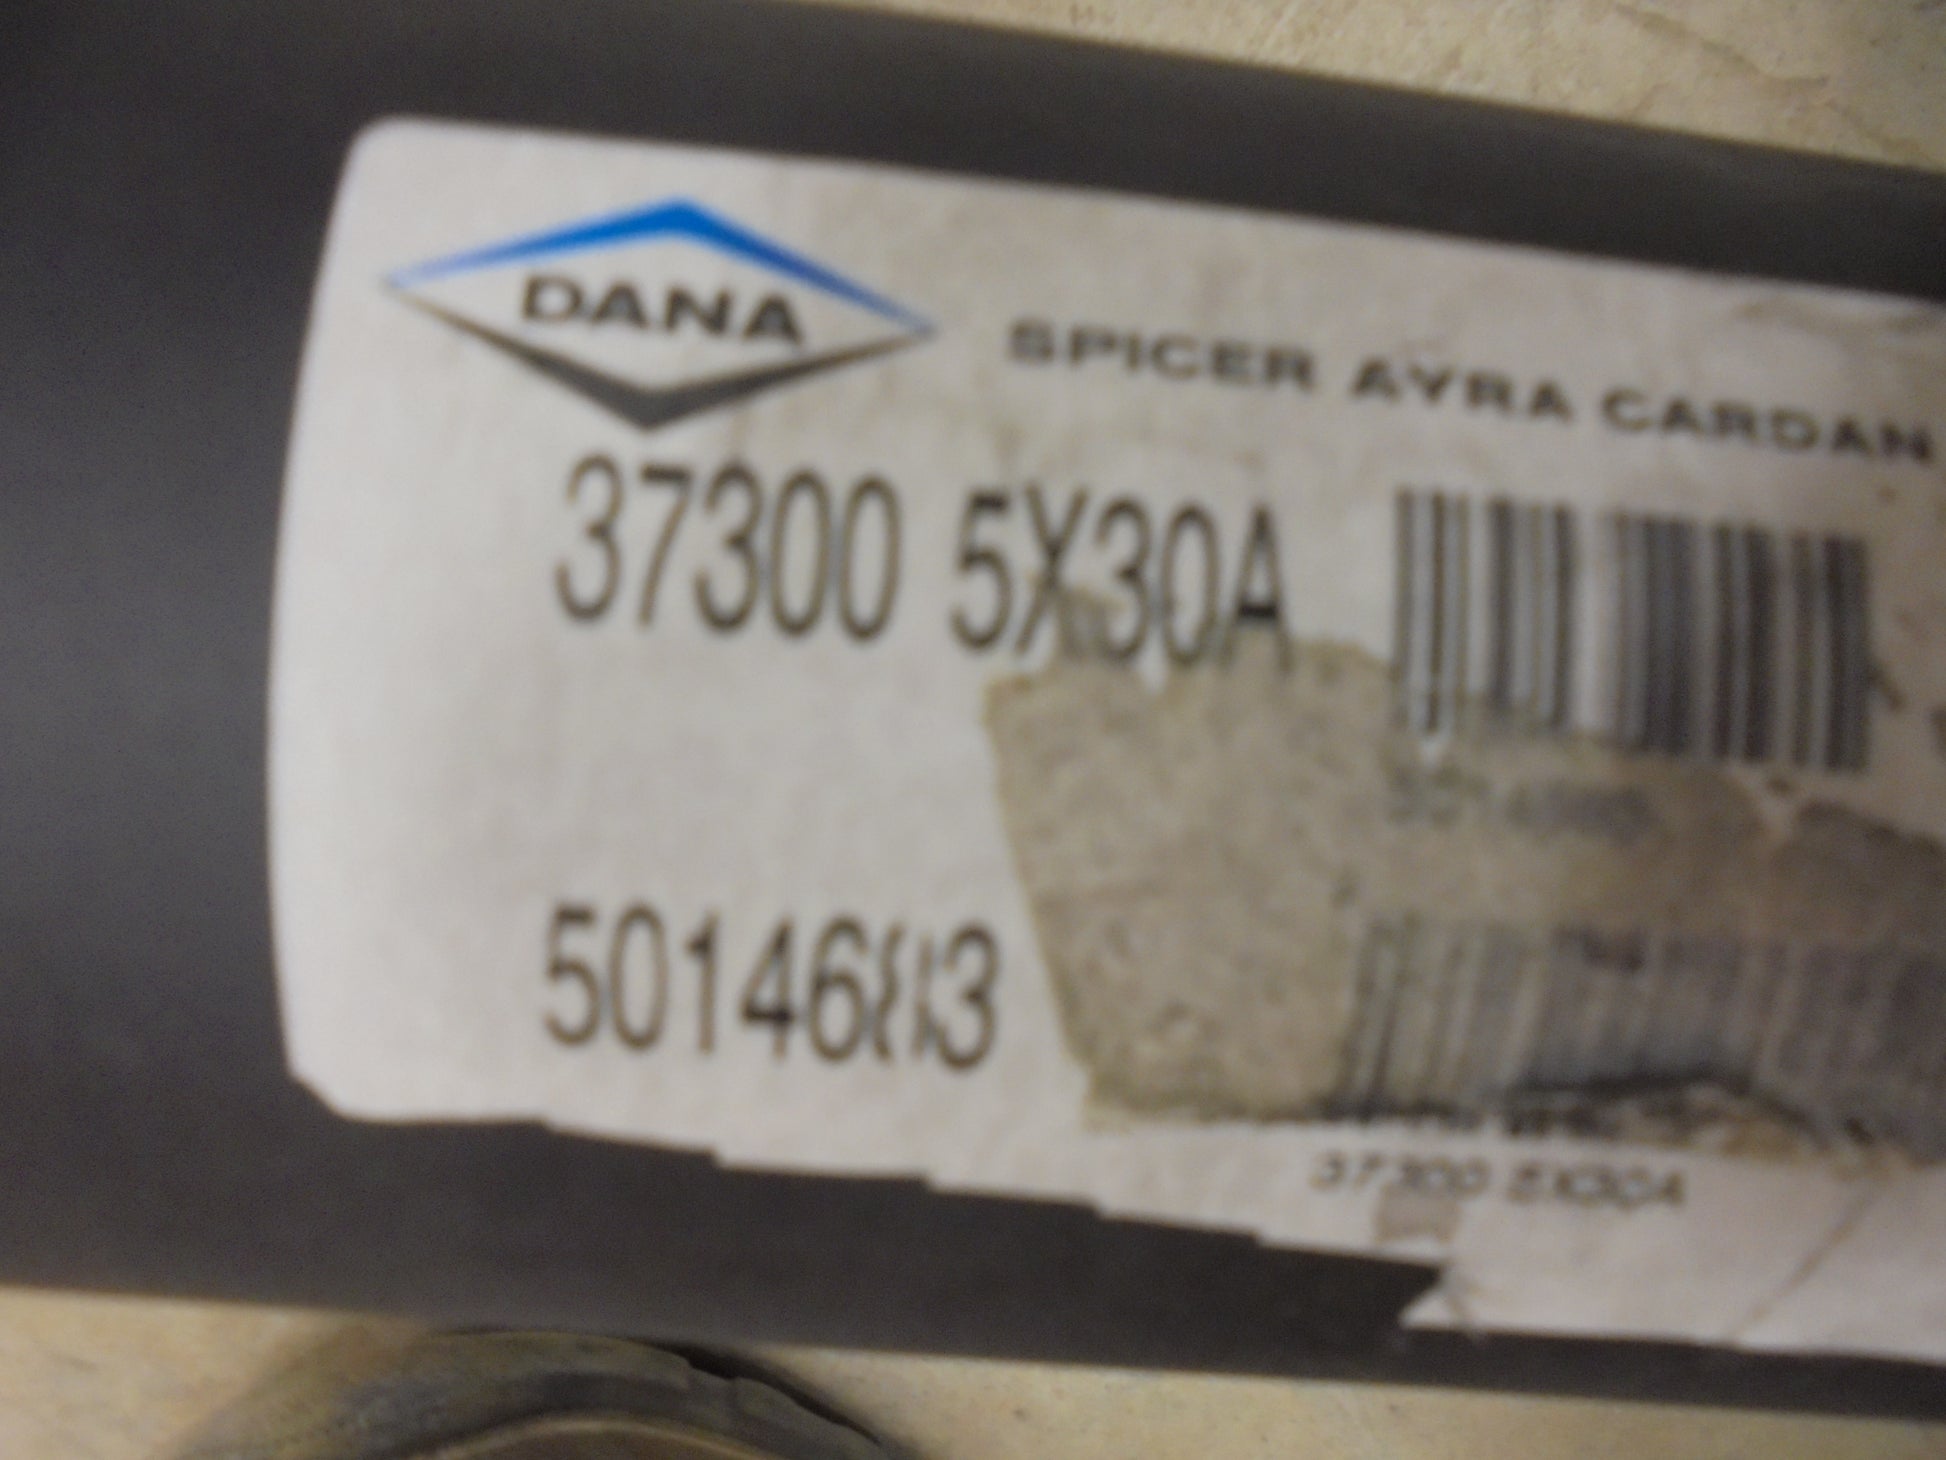 DANA
SPICER AYRA CARDAN
37300 5X30A
37300 5X30A